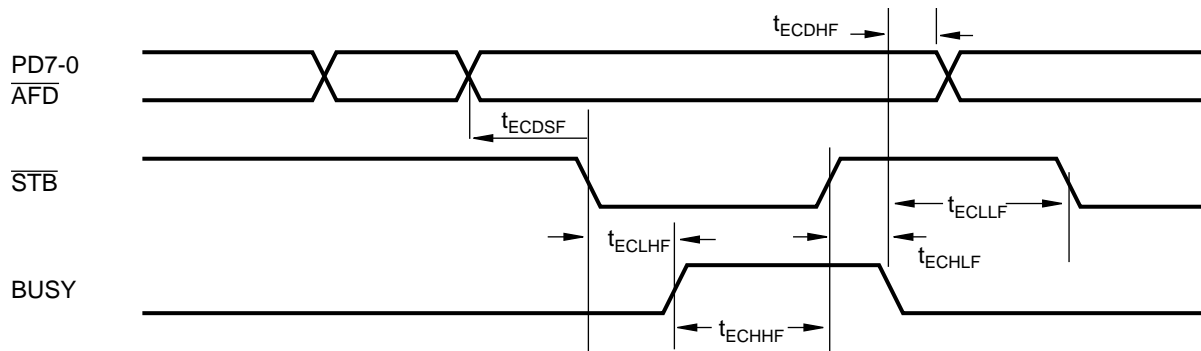 tECDHF
PD7-0
AFD
tECDSF
STB
tECLLF
tECLHF
tECHLF
BUSY
tECHHF